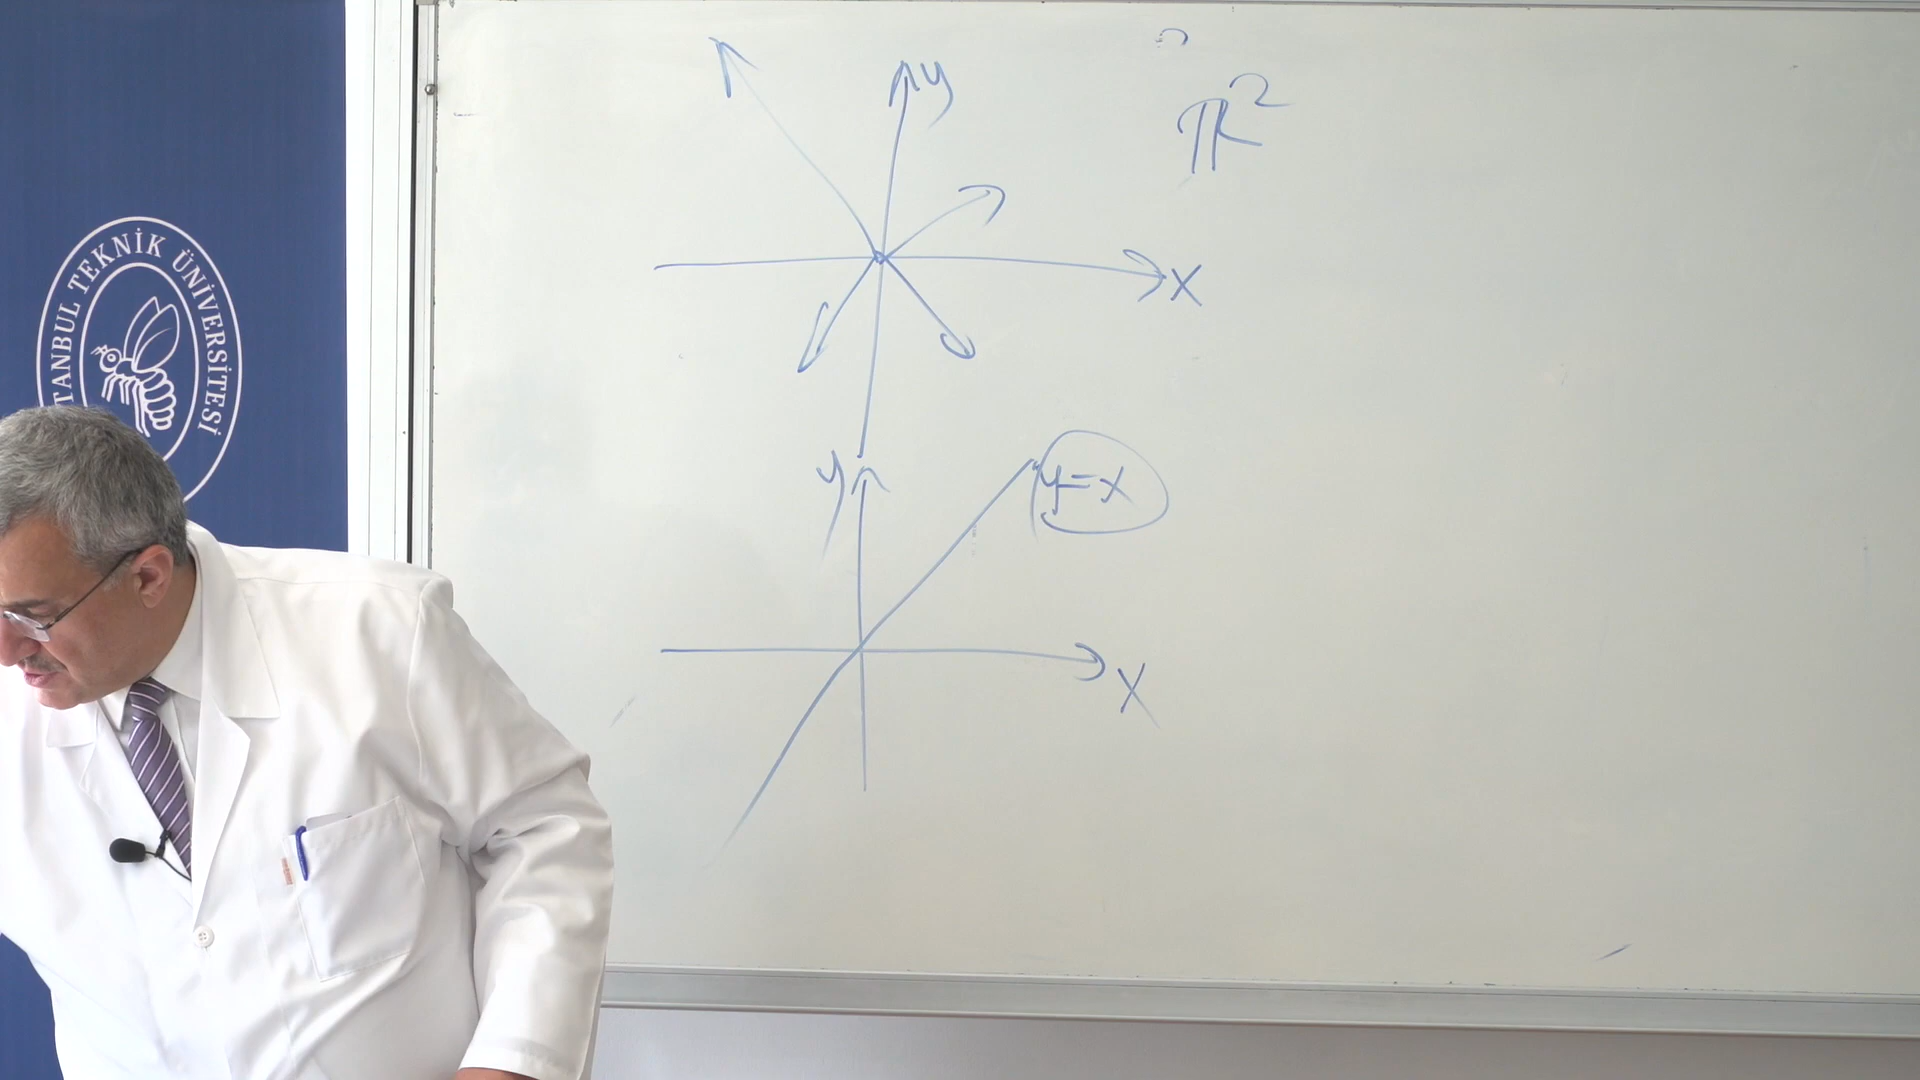 İSTANBUL TEKNİK ÜNİVERSİTESİ
y
ℝ²
x
y
y=x
x